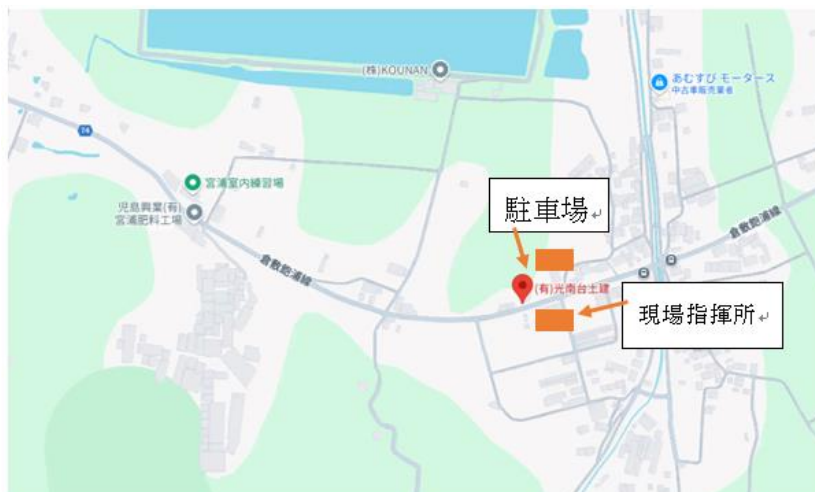 (株)KOUNAN
あむすび モータース
中古車販売業者
74
宮浦室内練習場
児島興業(有)
宮浦肥料工場
駐車場
倉敷飽浦線
倉敷飽浦線
(有)光南台土建
現場指揮所